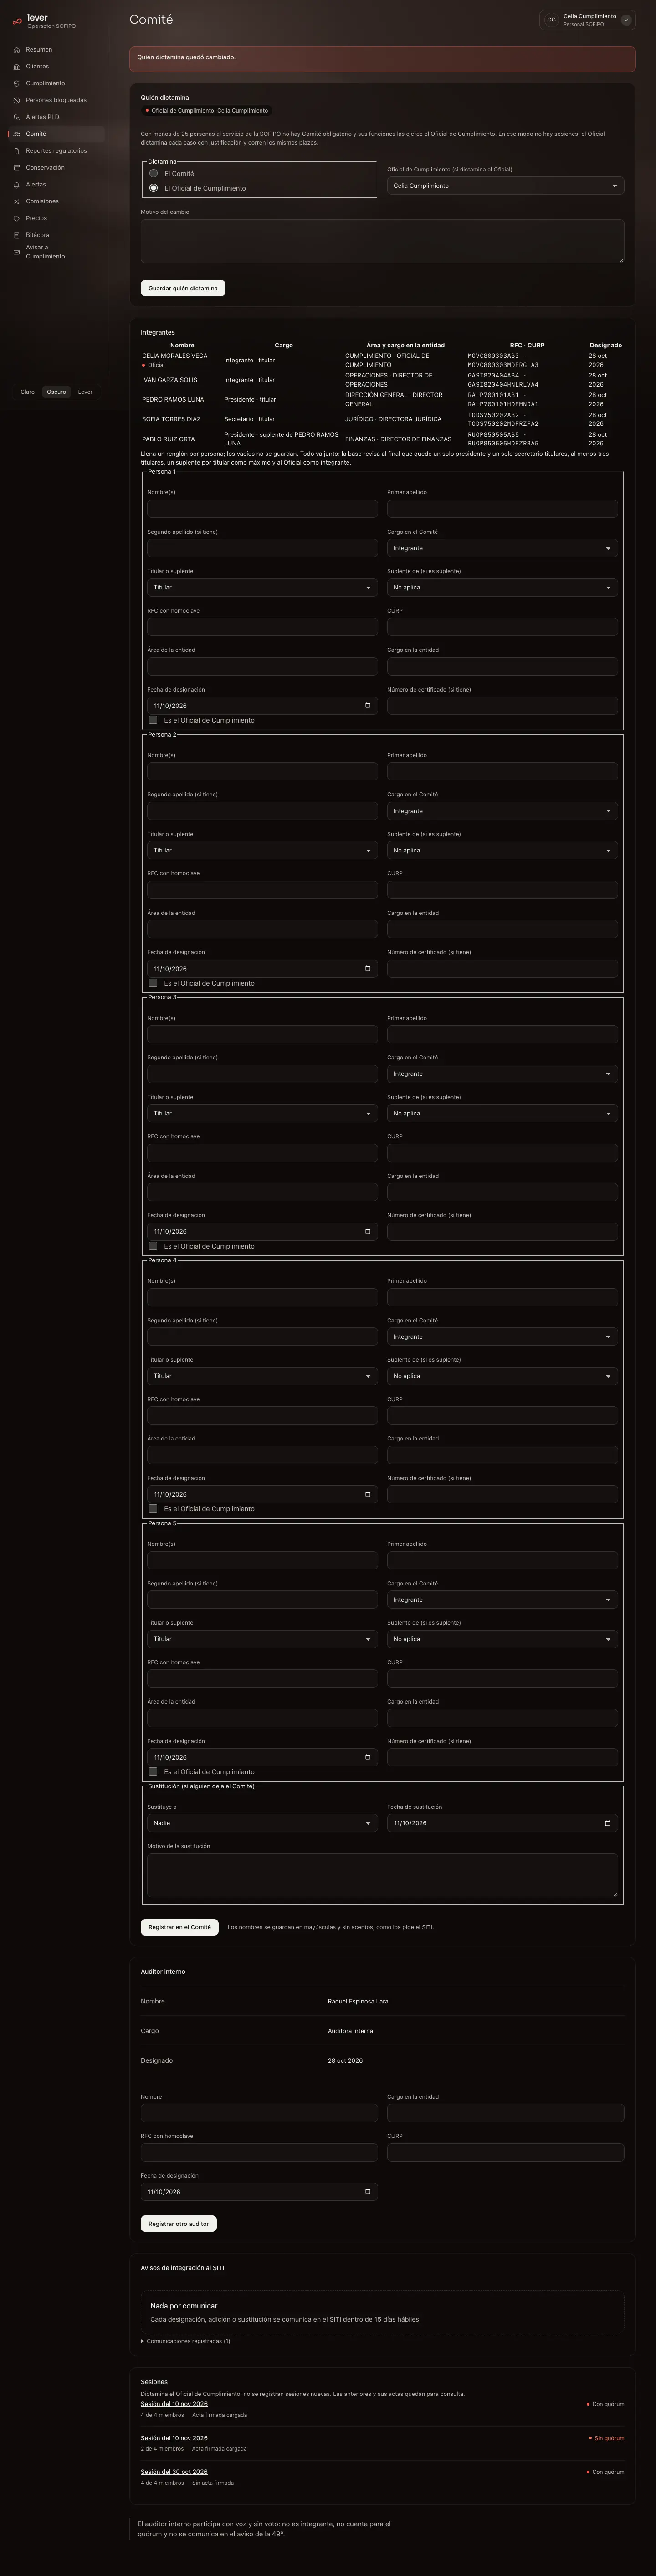 lever
Operación SOFIPO
Resumen
Clientes
Cumplimiento
Personas bloqueadas
Alertas PLD
Comité
Reportes regulatorios
Conservación
Alertas
Comisiones
Precios
Bitácora
Avisar a
Cumplimiento
Claro
Oscuro
Lever
Comité
CC
Celia Cumplimiento
Personal SOFIPO
Quién dictamina quedó cambiado.
Quién dictamina
Oficial de Cumplimiento: Celia Cumplimiento
Con menos de 25 personas al servicio de la SOFIPO no hay Comité obligatorio y sus funciones las ejerce el Oficial de Cumplimiento. En ese modo no hay sesiones: el Oficial
dictamina cada caso con justificación y corren los mismos plazos.
Dictamina
El Comité
El Oficial de Cumplimiento
Oficial de Cumplimiento (si dictamina el Oficial)
Celia Cumplimiento
Motivo del cambio
Guardar quién dictamina
Integrantes
Nombre Cargo Área y cargo en la entidad RFC · CURP Designado
CELIA MORALES VEGA
Oficial
Integrante · titular
CUMPLIMIENTO · OFICIAL DE
CUMPLIMIENTO
MOVC800303AB3 ·
MOVC800303MDFRGLA3
28 oct
2026
IVAN GARZA SOLIS
Integrante · titular
OPERACIONES · DIRECTOR DE
OPERACIONES
GASI820404AB4 ·
GASI820404HNLRLVA4
28 oct
2026
PEDRO RAMOS LUNA
Presidente · titular
DIRECCIÓN GENERAL · DIRECTOR
GENERAL
RALP700101AB1 ·
RALP700101HDFMNDA1
28 oct
2026
SOFIA TORRES DIAZ
Secretario · titular
JURÍDICO · DIRECTORA JURÍDICA
TODS750202AB2 ·
TODS750202MDFRZFA2
28 oct
2026
PABLO RUIZ ORTA
Presidente · suplente de PEDRO RAMOS
LUNA
FINANZAS · DIRECTOR DE FINANZAS
RUOP850505AB5 ·
RUOP850505HDFZRBA5
28 oct
2026
Llena un renglón por persona; los vacíos no se guardan. Todo va junto: la base revisa al final que quede un solo presidente y un solo secretario titulares, al menos tres
titulares, un suplente por titular como máximo y al Oficial como integrante.
Persona 1
Nombre(s)
Primer apellido
Segundo apellido (si tiene)
Cargo en el Comité
Integrante
Titular o suplente
Suplente de (si es suplente)
Titular
No aplica
RFC con homoclave
CURP
Área de la entidad
Cargo en la entidad
Fecha de designación
Número de certificado (si tiene)
11/10/2026
Es el Oficial de Cumplimiento
Persona 2
Nombre(s)
Primer apellido
Segundo apellido (si tiene)
Cargo en el Comité
Integrante
Titular o suplente
Suplente de (si es suplente)
Titular
No aplica
RFC con homoclave
CURP
Área de la entidad
Cargo en la entidad
Fecha de designación
Número de certificado (si tiene)
11/10/2026
Es el Oficial de Cumplimiento
Persona 3
Nombre(s)
Primer apellido
Segundo apellido (si tiene)
Cargo en el Comité
Integrante
Titular o suplente
Suplente de (si es suplente)
Titular
No aplica
RFC con homoclave
CURP
Área de la entidad
Cargo en la entidad
Fecha de designación
Número de certificado (si tiene)
11/10/2026
Es el Oficial de Cumplimiento
Persona 4
Nombre(s)
Primer apellido
Segundo apellido (si tiene)
Cargo en el Comité
Integrante
Titular o suplente
Suplente de (si es suplente)
Titular
No aplica
RFC con homoclave
CURP
Área de la entidad
Cargo en la entidad
Fecha de designación
Número de certificado (si tiene)
11/10/2026
Es el Oficial de Cumplimiento
Persona 5
Nombre(s)
Primer apellido
Segundo apellido (si tiene)
Cargo en el Comité
Integrante
Titular o suplente
Suplente de (si es suplente)
Titular
No aplica
RFC con homoclave
CURP
Área de la entidad
Cargo en la entidad
Fecha de designación
Número de certificado (si tiene)
11/10/2026
Es el Oficial de Cumplimiento
Sustitución (si alguien deja el Comité)
Sustituye a
Fecha de sustitución
Nadie
11/10/2026
Motivo de la sustitución
Registrar en el Comité
Los nombres se guardan en mayúsculas y sin acentos, como los pide el SITI.
Auditor interno
Nombre
Raquel Espinosa Lara
Cargo
Auditora interna
Designado
28 oct 2026
Nombre
Cargo en la entidad
RFC con homoclave
CURP
Fecha de designación
11/10/2026
Registrar otro auditor
Avisos de integración al SITI
Nada por comunicar
Cada designación, adición o sustitución se comunica en el SITI dentro de 15 días hábiles.
Comunicaciones registradas (1)
Sesiones
Dictamina el Oficial de Cumplimiento: no se registran sesiones nuevas. Las anteriores y sus actas quedan para consulta.
Sesión del 10 nov 2026
Con quórum
4 de 4 miembros Acta firmada cargada
Sesión del 10 nov 2026
Sin quórum
2 de 4 miembros Acta firmada cargada
Sesión del 30 oct 2026
Con quórum
4 de 4 miembros Sin acta firmada
El auditor interno participa con voz y sin voto: no es integrante, no cuenta para el
quórum y no se comunica en el aviso de la 49ª.